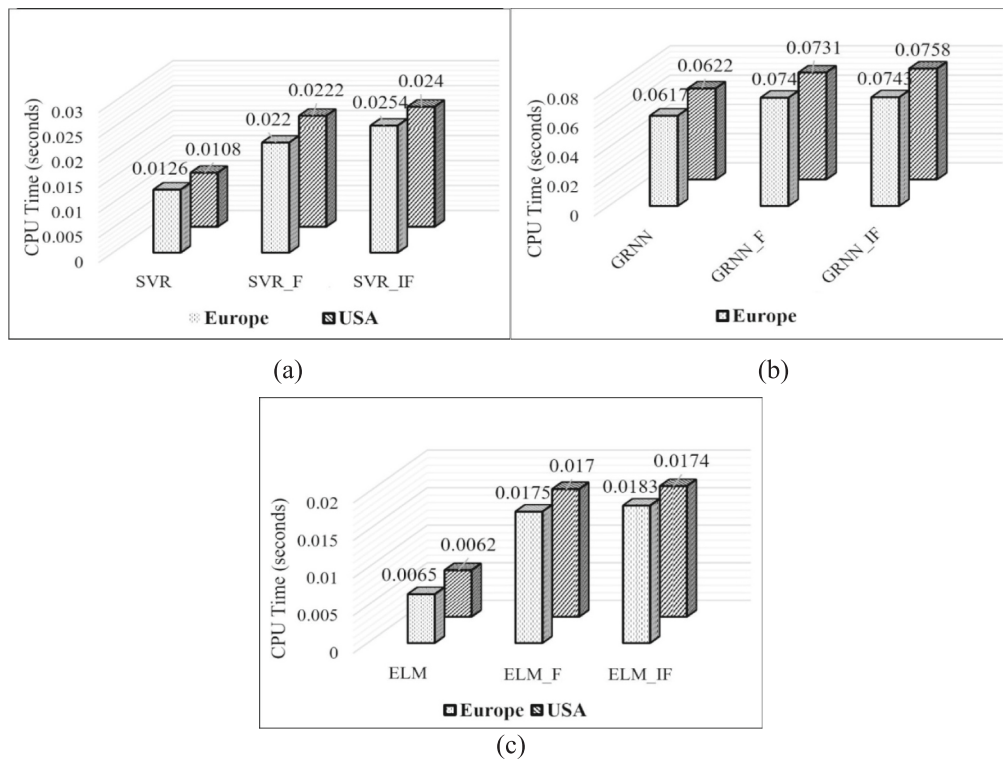 CPU Time (seconds)
0.03
0.025
0.02
0.015
0.01
0.005
0
0.0126
0.0108
0.022
0.0222
0.0254
0.024
SVR
SVR_F
SVR_IF
Europe
USA
(a)
CPU Time (seconds)
0.08
0.06
0.04
0.02
0
0.0617
0.0622
0.074
0.0731
0.0743
0.0758
GRNN
GRNN_F
GRNN_IF
Europe
(b)
CPU Time (seconds)
0.02
0.015
0.01
0.005
0
0.0065
0.0062
0.0175
0.017
0.0183
0.0174
ELM
ELM_F
ELM_IF
Europe
USA
(c)